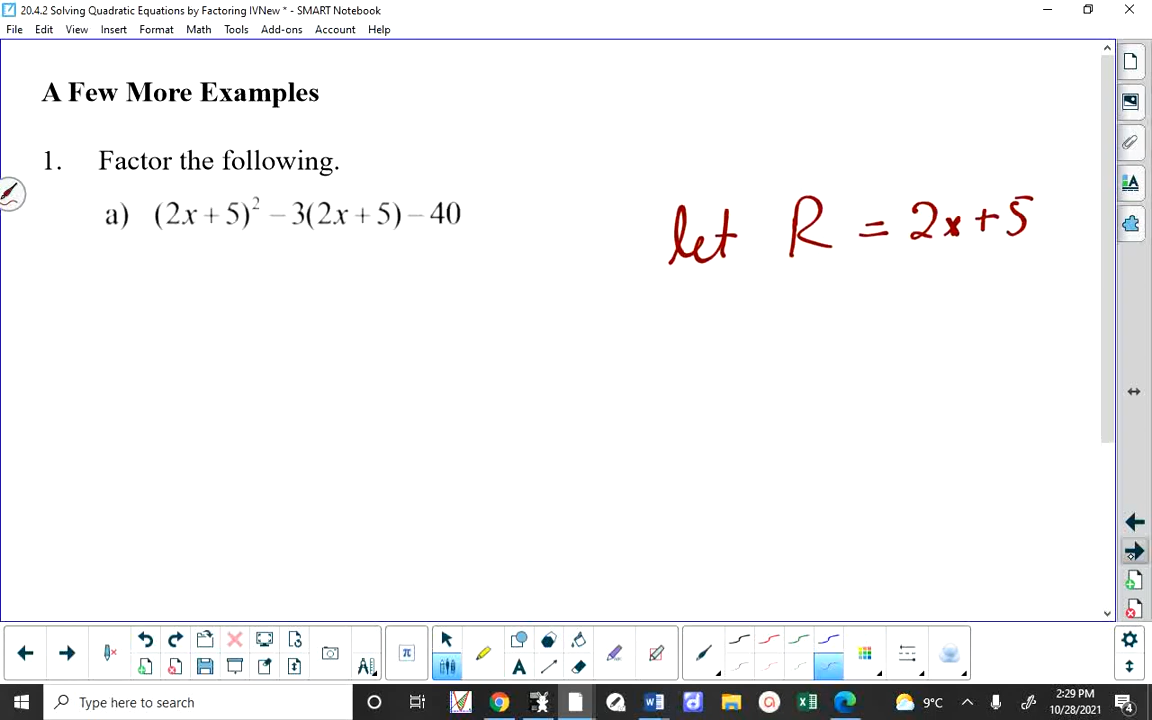 20.4.2 Solving Quadratic Equations by Factoring IVNew * - SMART Notebook
File Edit View Insert Format Math Tools Add-ons Account Help
A Few More Examples
1. Factor the following.
a) (2x + 5)² – 3(2x + 5) – 40
let R = 2x+5
Type here to search
9°C
2:29 PM
10/28/2021
4